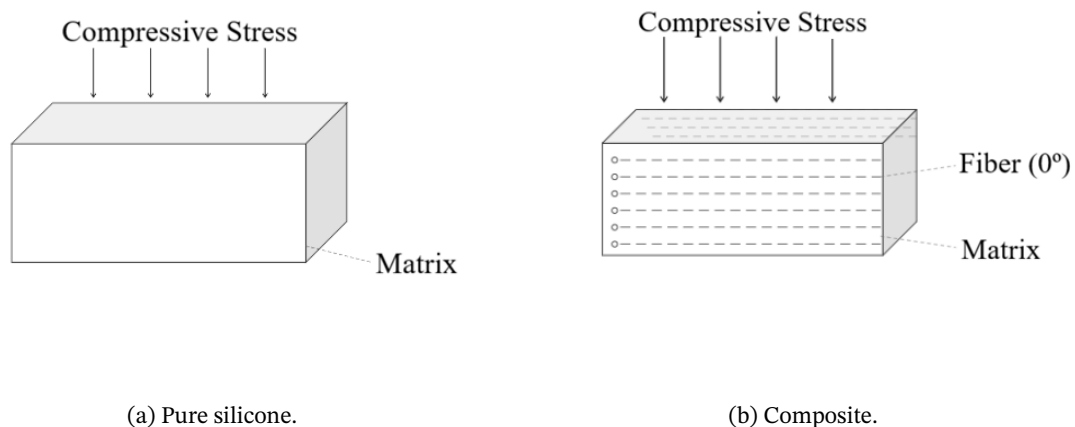 Compressive Stress
Matrix
(a) Pure silicone.
Compressive Stress
Fiber (0º)
Matrix
(b) Composite.